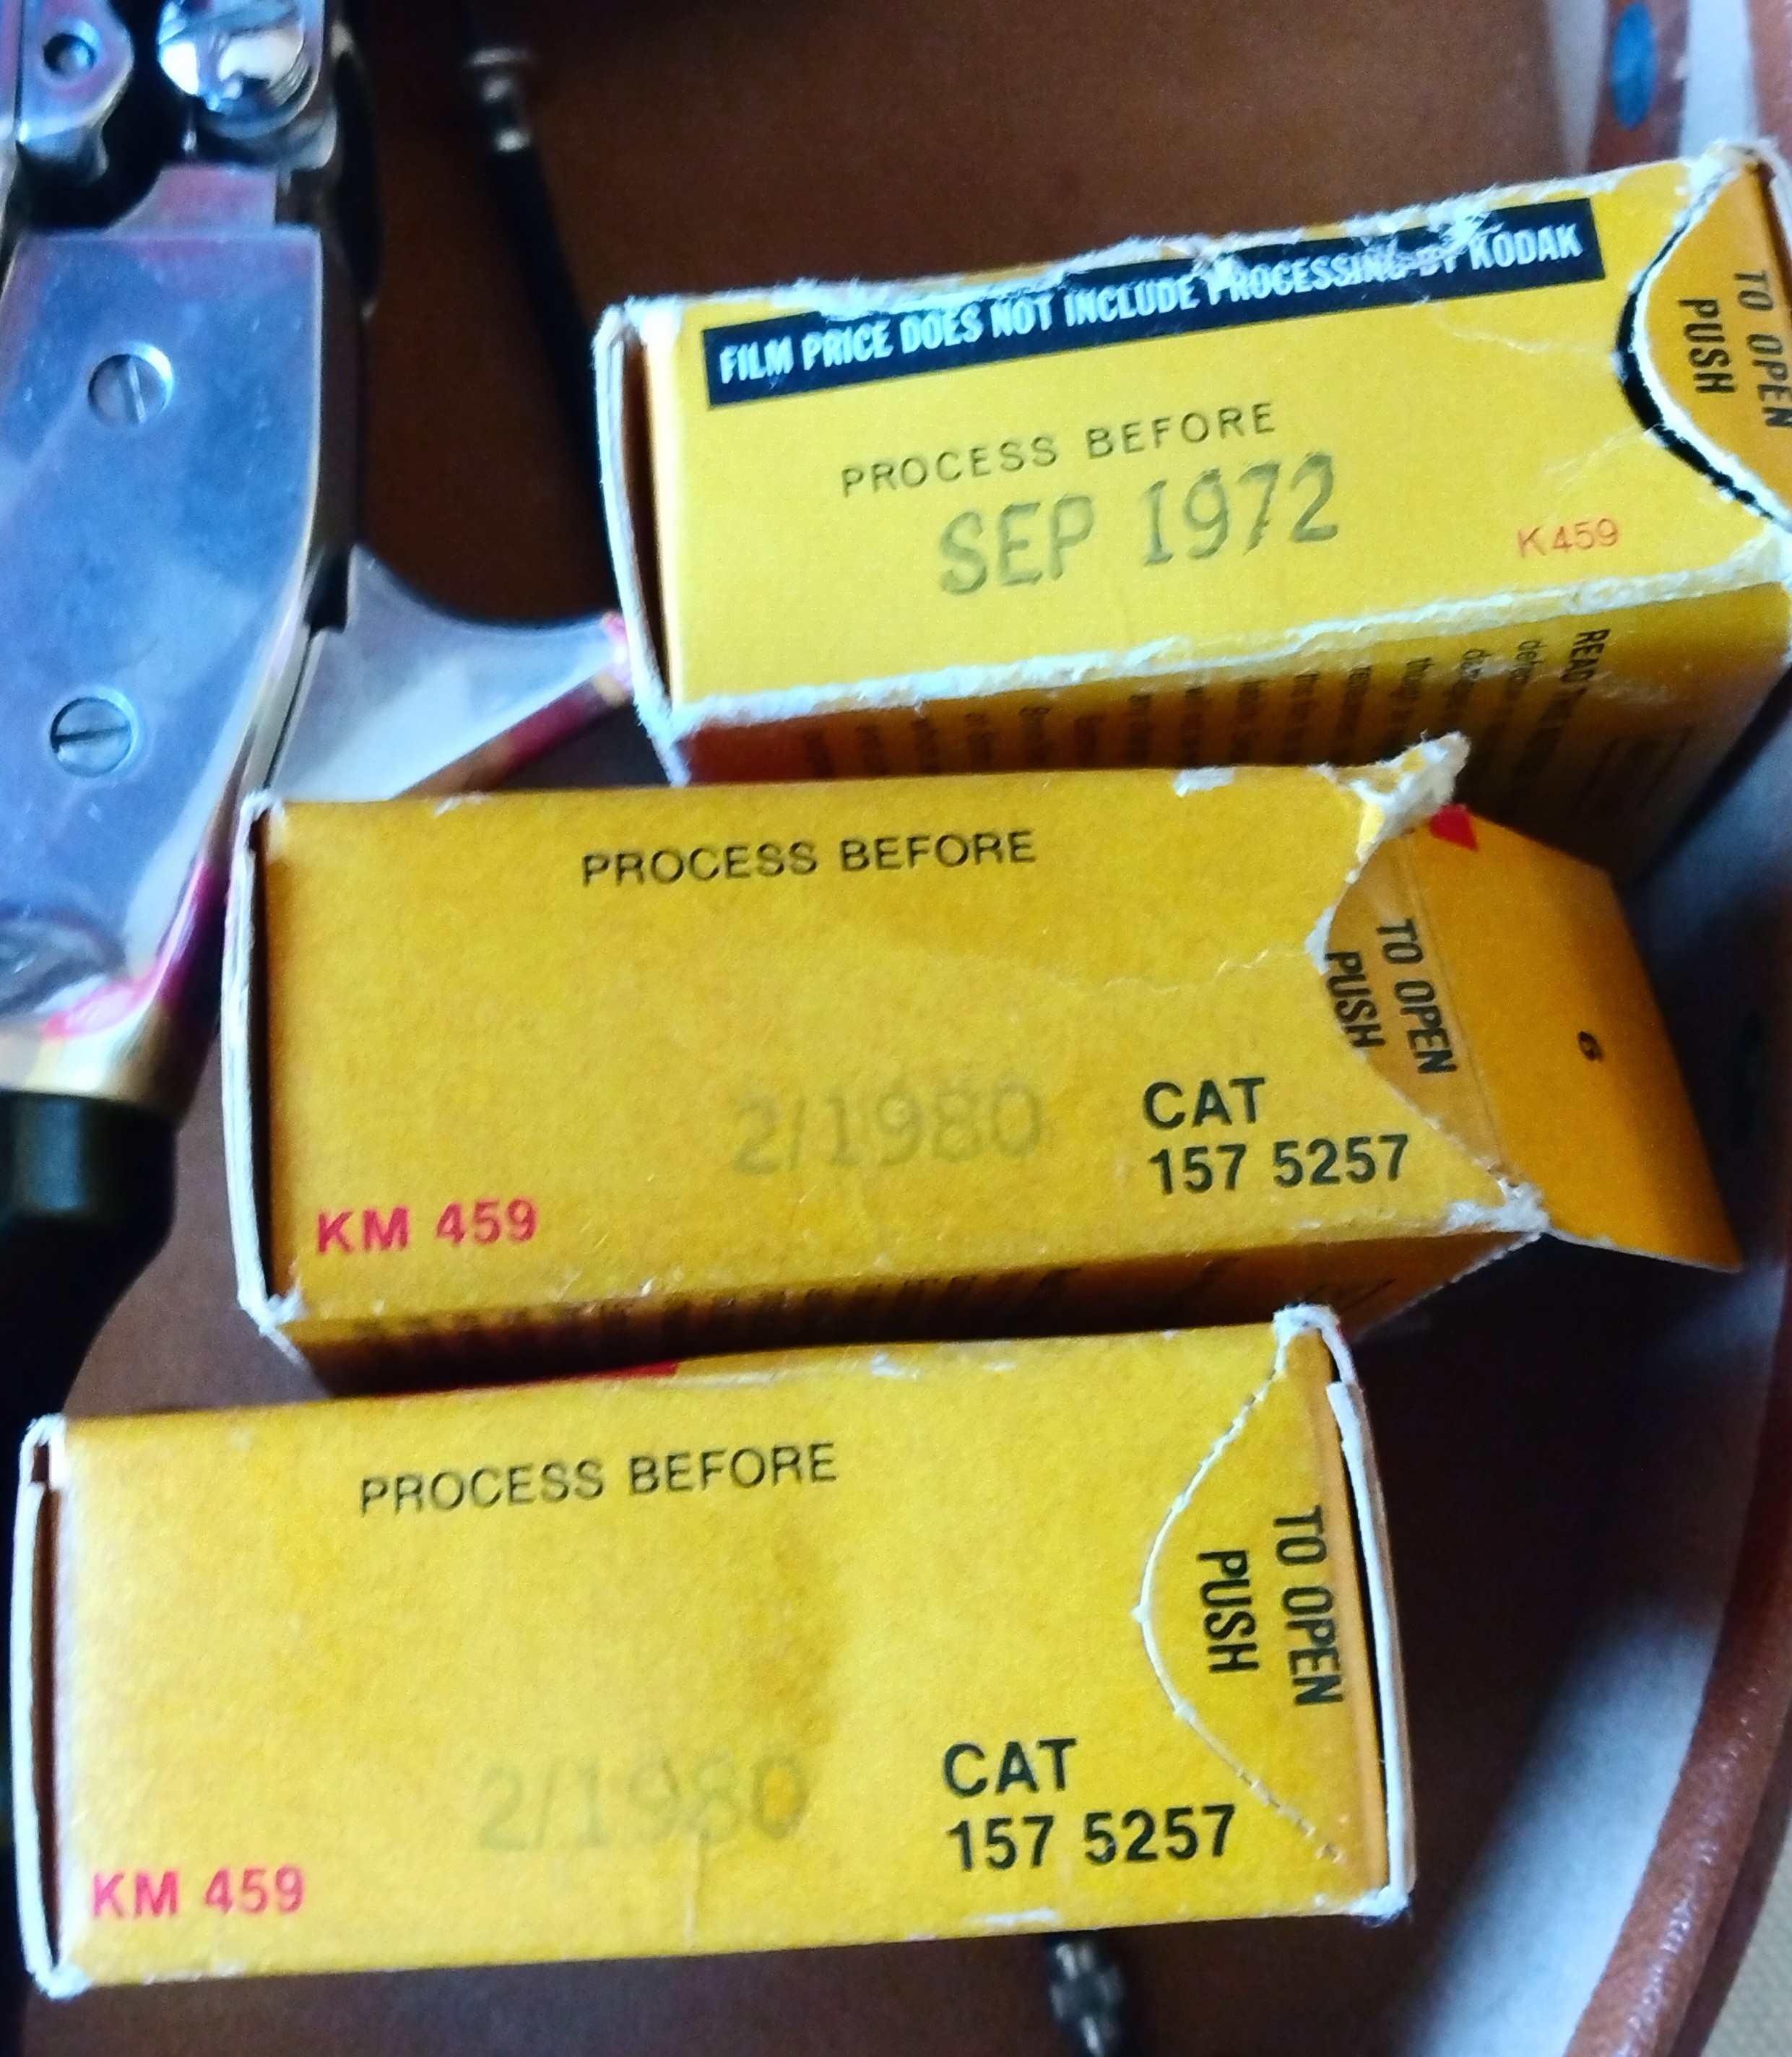 FILM PRICE DOES NOT INCLUDE PROCESSING BY KODAK
PROCESS BEFORE
SEP 1972
K459
TO OPEN
PUSH
READ
PROCESS BEFORE
2/1980
CAT
157 5257
KM 459
TO OPEN
PUSH
6
PROCESS BEFORE
2/1980
CAT
157 5257
KM 459
TO OPEN
PUSH